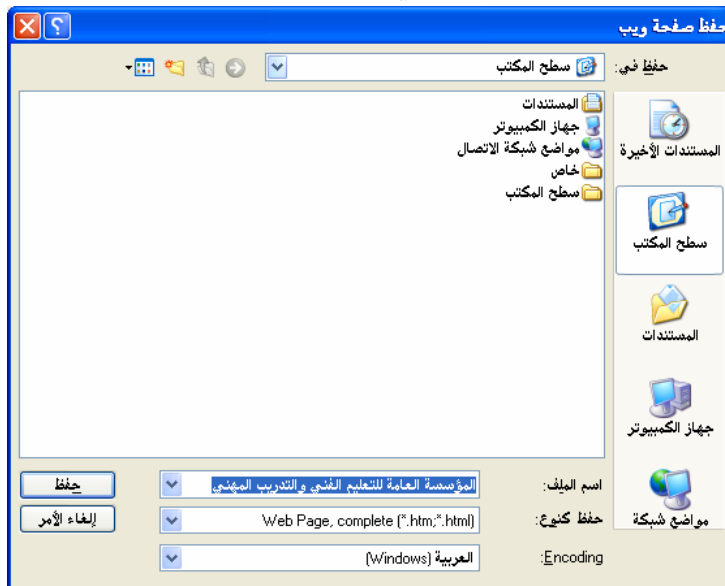 حفظ صفحة ويب
حفظ في: سطح المكتب
المستندات
جهاز الكمبيوتر
مواضع شبكة الاتصال
خاص
سطح المكتب
المستندات الأخيرة
سطح المكتب
المستندات
جهاز الكمبيوتر
مواضع شبكة
اسم الملف: المؤسسة العامة للتعليم الفني والتدريب المهني حفظ
حفظ كنوع: Web Page, complete (*.htm;*.html) إلغاء الأمر
Encoding: العربية (Windows)